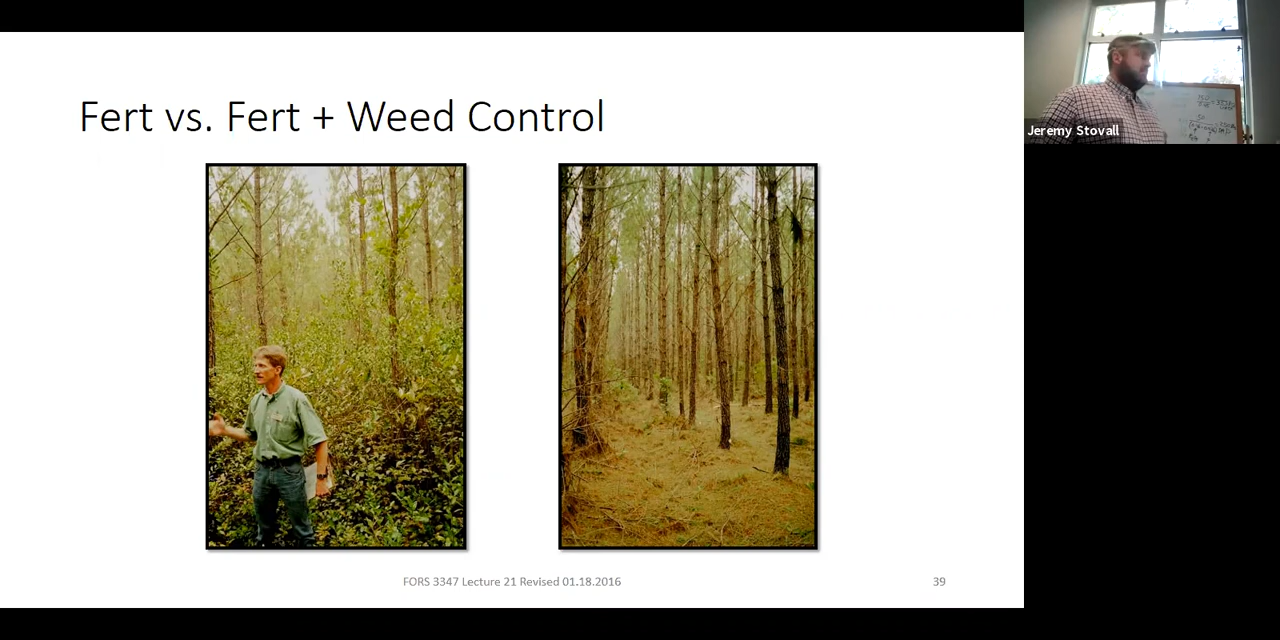 Fert vs. Fert + Weed Control
Jeremy Stovall
FORS 3347 Lecture 21 Revised 01.18.2016
39